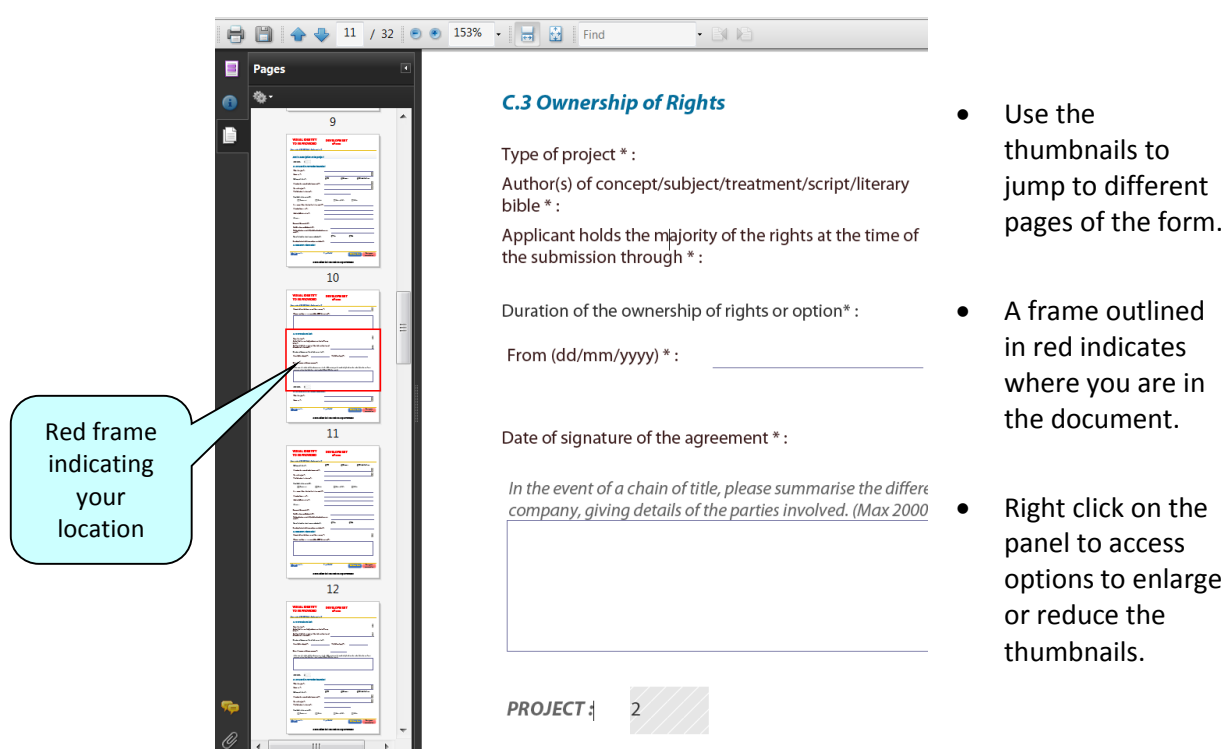 11 / 32
153%
Find
Pages
9
10
11
12
Red frame
indicating
your
location
C.3 Ownership of Rights
Type of project * :
Author(s) of concept/subject/treatment/script/literary
bible * :
Applicant holds the majority of the rights at the time of
the submission through * :
Duration of the ownership of rights or option* :
From (dd/mm/yyyy) * :
Date of signature of the agreement * :
In the event of a chain of title, please summarise the differe
company, giving details of the parties involved. (Max 2000
PROJECT : 2
● Use the
thumbnails to
jump to different
pages of the form.
● A frame outlined
in red indicates
where you are in
the document.
● Right click on the
panel to access
options to enlarge
or reduce the
thumbnails.